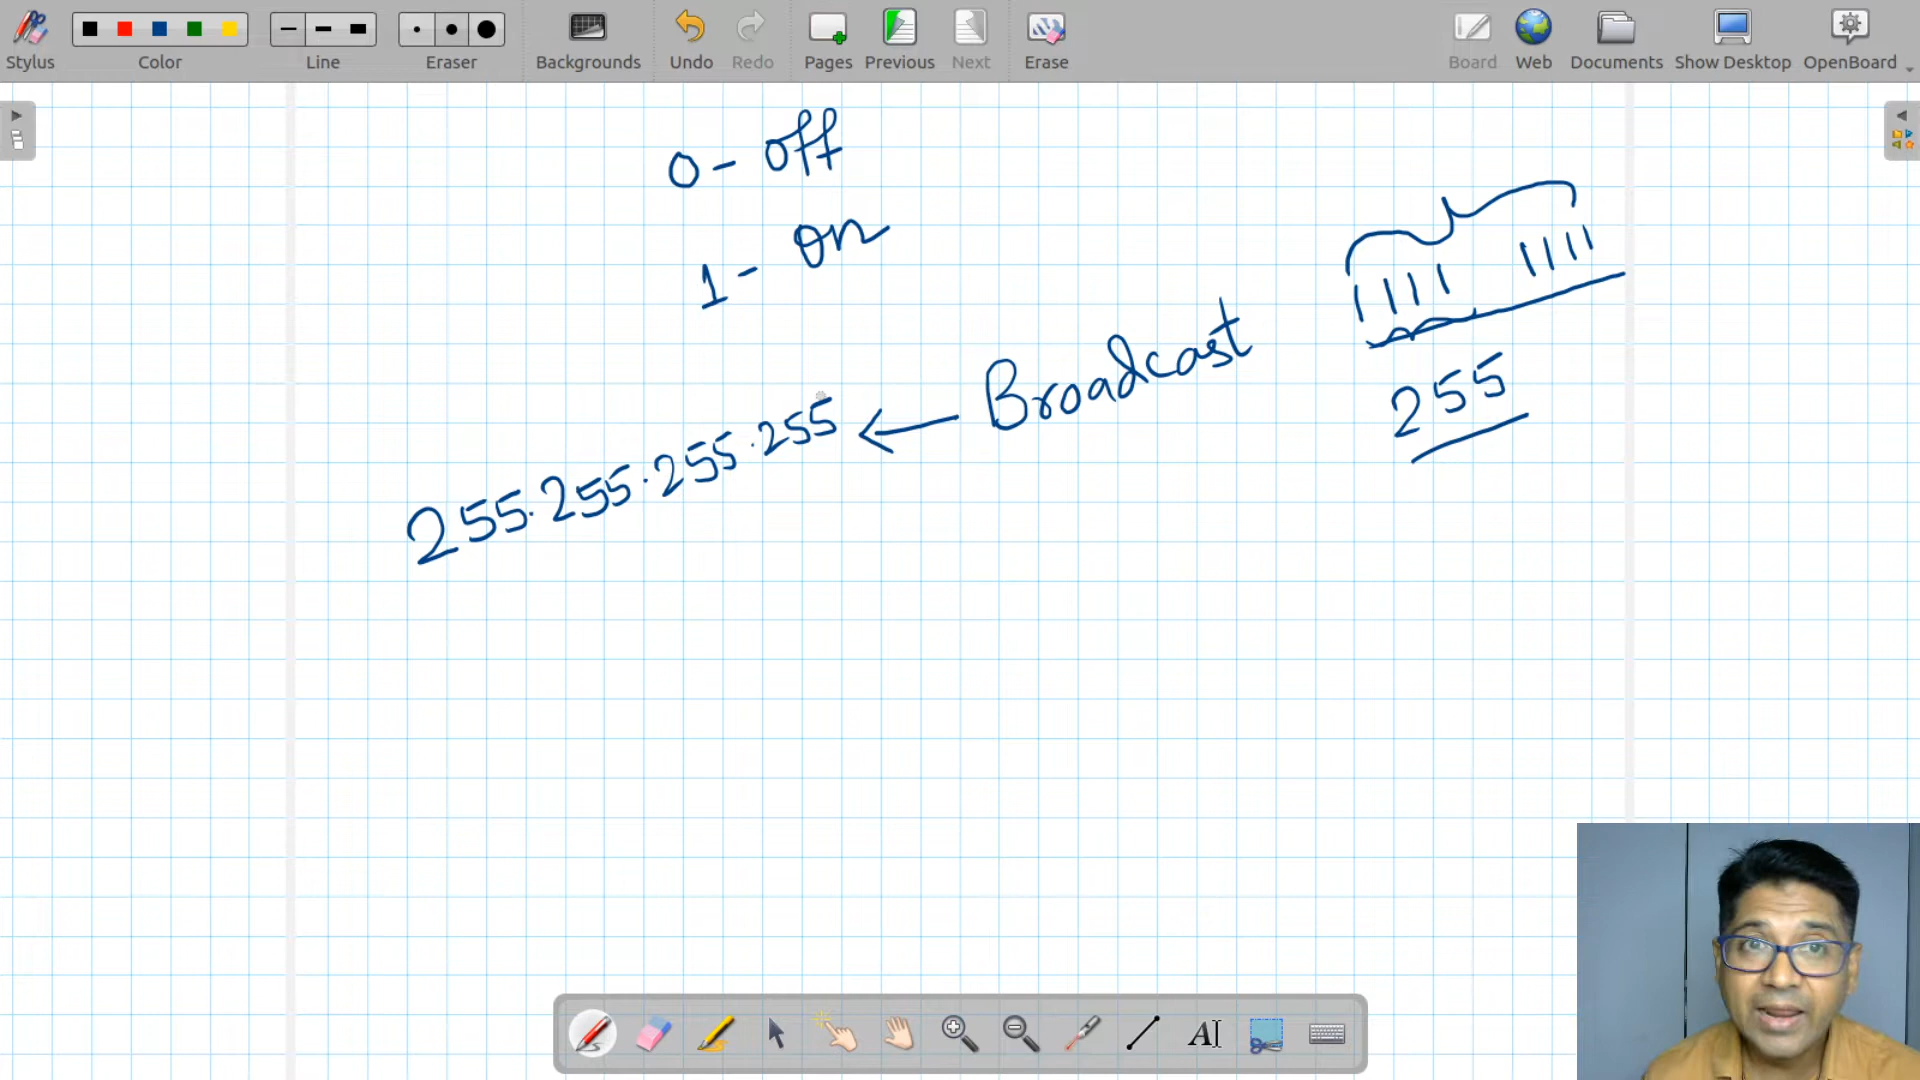 Stylus Color Line Eraser Backgrounds Undo Redo Pages Previous Next Erase Board Web Documents Show Desktop OpenBoard
0 - off
1 - on
1111 1111
255
Broadcast
255.255.255.255
A